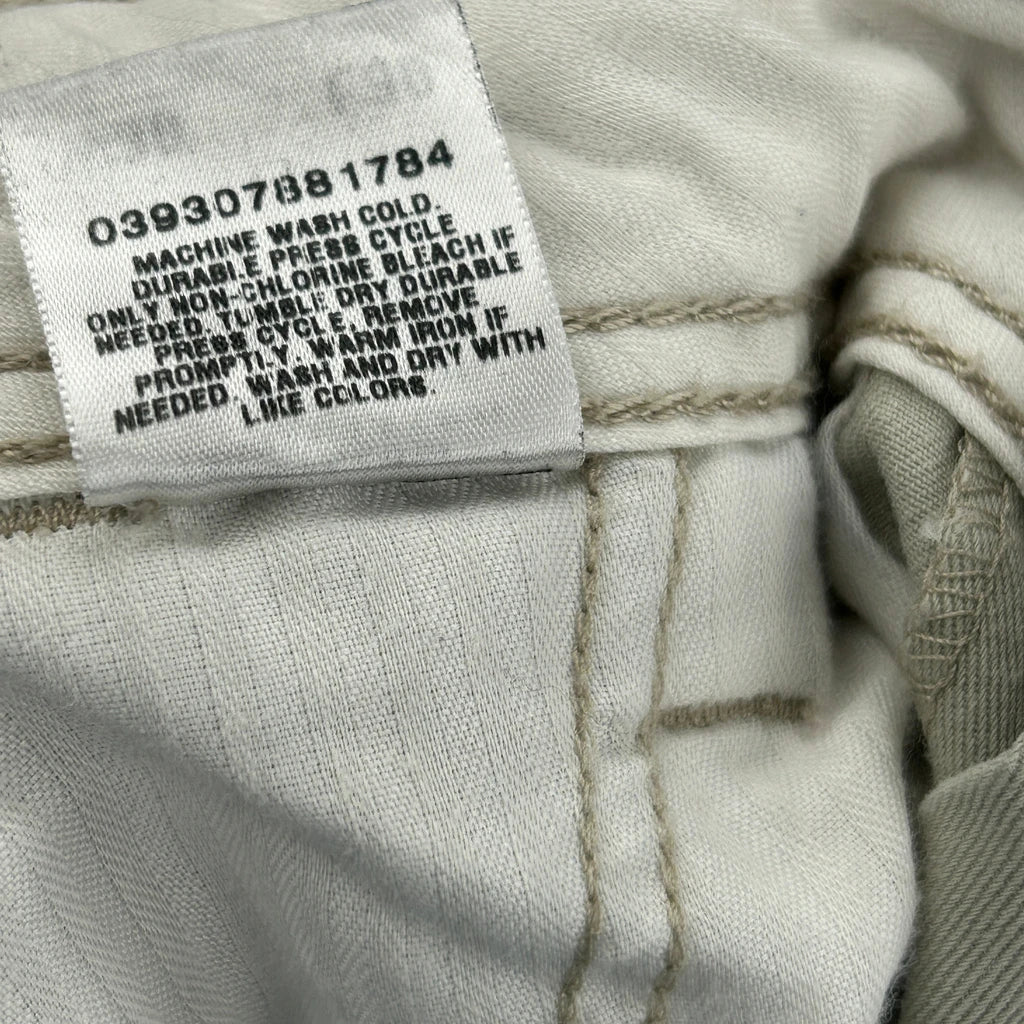 039307881784
MACHINE WASH COLD.
DURABLE PRESS CYCLE
ONLY NON-CHLORINE BLEACH IF
NEEDED. TUMBLE DRY DURABLE
PRESS CYCLE. REMOVE
PROMPTLY. WARM IRON IF
NEEDED. WASH AND DRY WITH
LIKE COLORS.